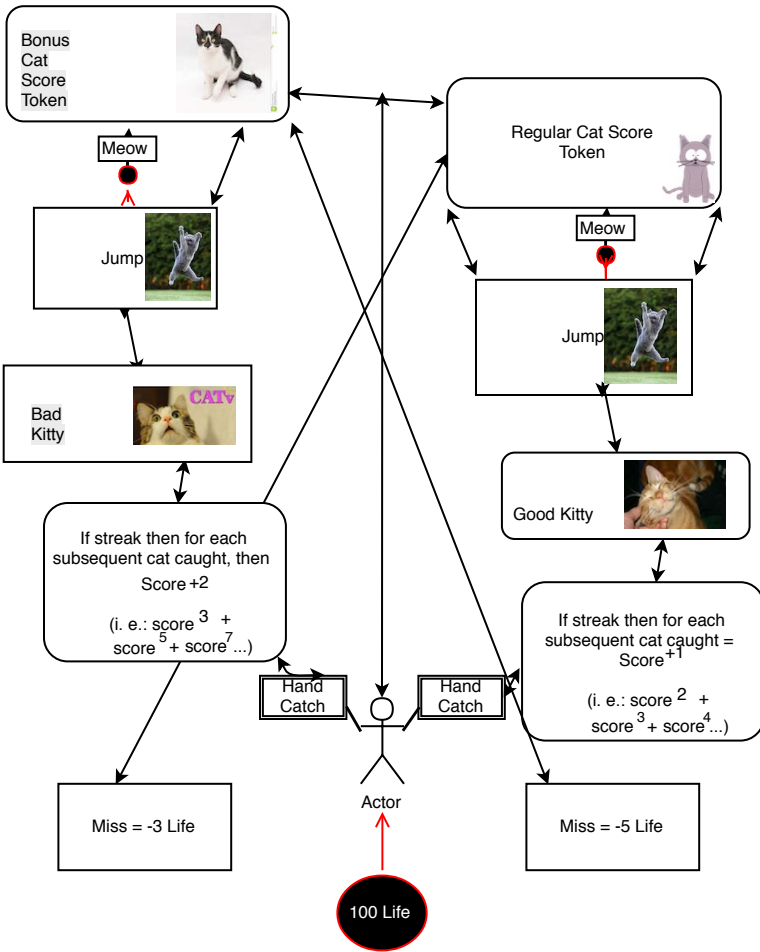 Bonus
Cat
Score
Token
Meow
Jump
CATv
Bad
Kitty
If streak then for each
subsequent cat caught, then
Score +2
(i. e.: score 3 +
score 5 + score 7...)
Miss = -3 Life
Regular Cat Score
Token
Meow
Jump
Good Kitty
If streak then for each
subsequent cat caught =
Score +1
(i. e.: score 2 +
score 3 + score 4...)
Miss = -5 Life
Hand
Catch
Hand
Catch
Actor
100 Life